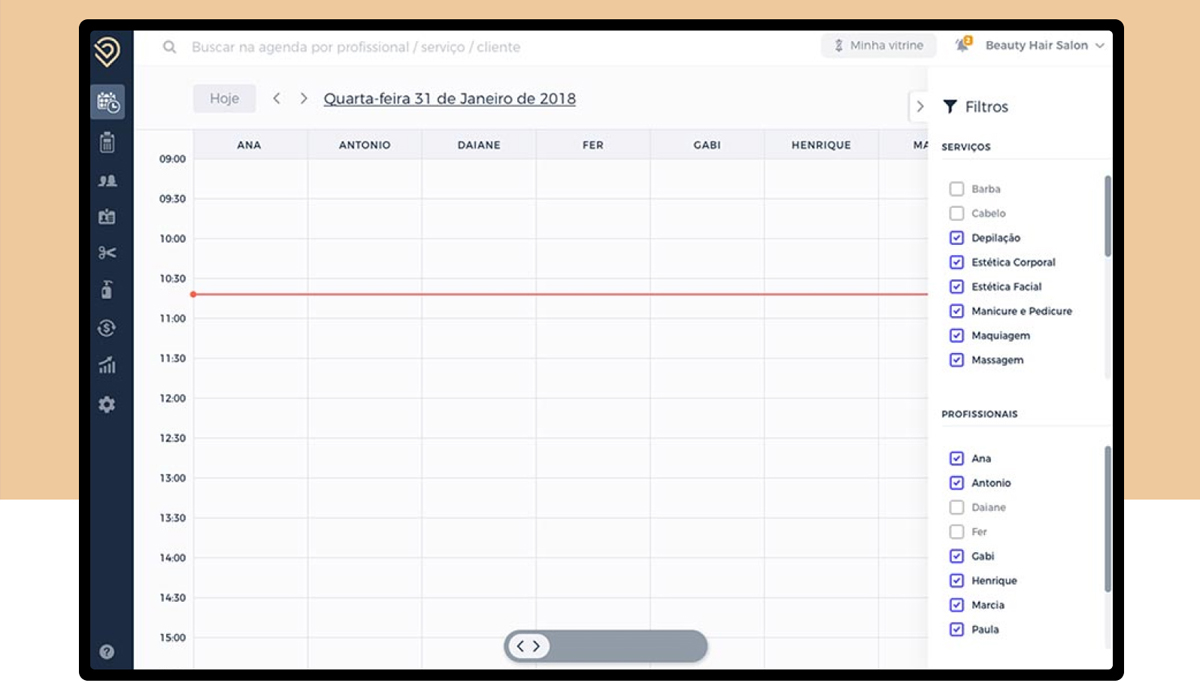 Buscar na agenda por profissional / serviço / cliente
Minha vitrine
2
Beauty Hair Salon
Hoje
Quarta-feira 31 de Janeiro de 2018
ANA
ANTONIO
DAIANE
FER
GABI
HENRIQUE
MA
09:00
09:30
10:00
10:30
11:00
11:30
12:00
12:30
13:00
13:30
14:00
14:30
15:00
Filtros
SERVIÇOS
Barba
Cabelo
Depilação
Estética Corporal
Estética Facial
Manicure e Pedicure
Maquiagem
Massagem
PROFISSIONAIS
Ana
Antonio
Daiane
Fer
Gabi
Henrique
Marcia
Paula